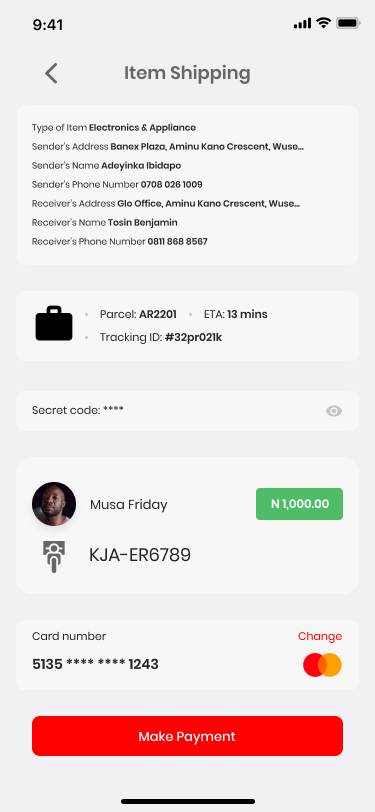 9:41
Item Shipping
Type of Item Electronics & Appliance
Sender's Address Banex Plaza, Aminu Kano Crescent, Wuse...
Sender's Name Adeyinka Ibidapo
Sender's Phone Number 0708 026 1009
Receiver's Address Glo Office, Aminu Kano Crescent, Wuse...
Receiver's Name Tosin Benjamin
Receiver's Phone Number 0811 868 8567
• Parcel: AR2201 • ETA: 13 mins
• Tracking ID: #32pr021k
Secret code: ****
Musa Friday
N 1,000.00
KJA-ER6789
Card number
Change
5135 **** **** 1243
Make Payment